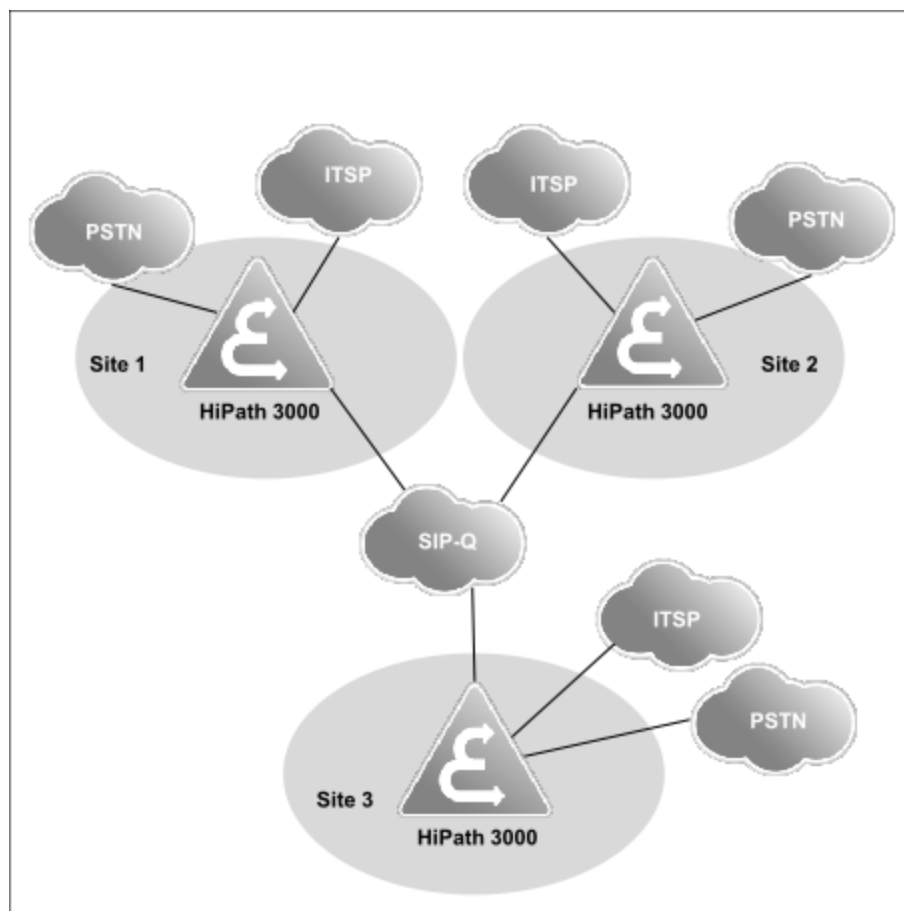 ITSP
ITSP
PSTN
PSTN
Site 1
Site 2
HiPath 3000
HiPath 3000
SIP-Q
ITSP
PSTN
Site 3
HiPath 3000